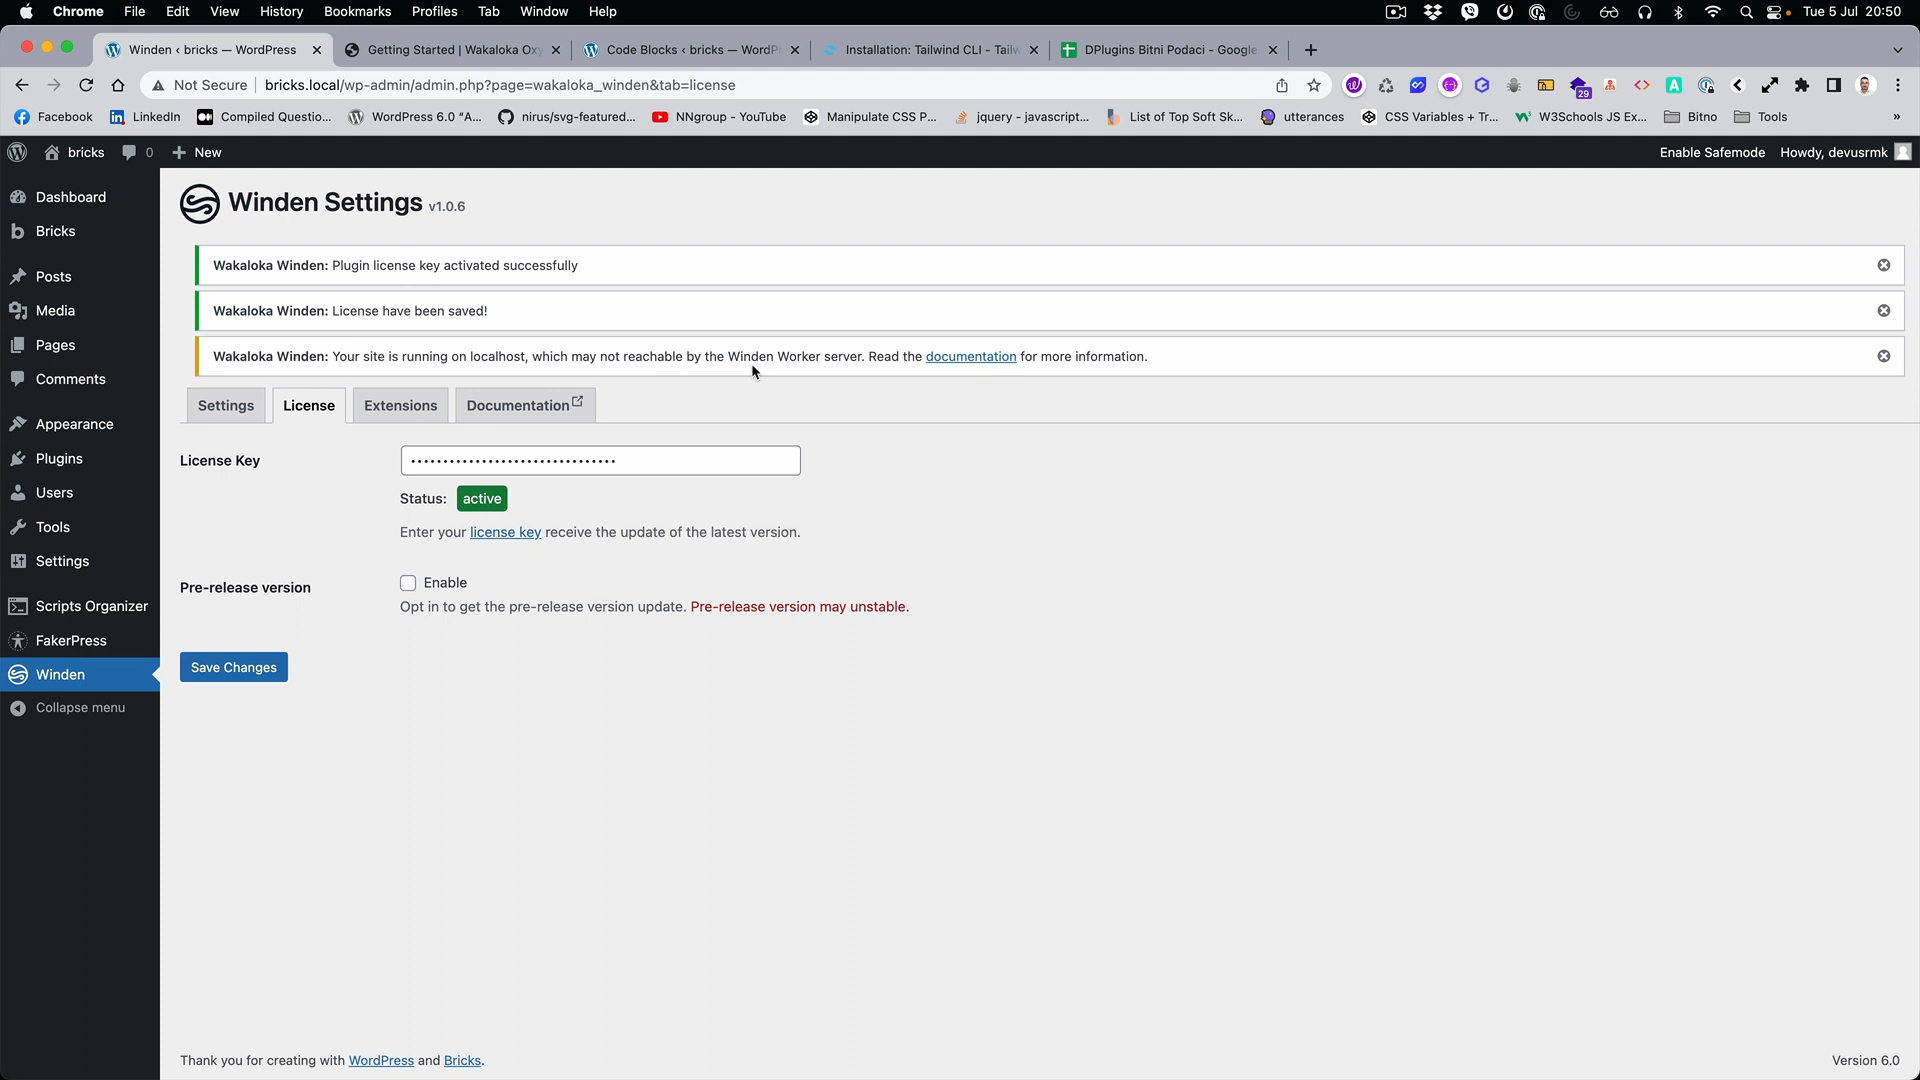 Chrome File Edit View History Bookmarks Profiles Tab Window Help Tue 5 Jul 20:50
Winden ‹ bricks — WordPress Getting Started | Wakaloka Oxy Code Blocks ‹ bricks — WordP Installation: Tailwind CLI - Tailw DPlugins Bitni Podaci - Google
Not Secure bricks.local/wp-admin/admin.php?page=wakaloka_winden&tab=license 29
Facebook LinkedIn Compiled Questio... WordPress 6.0 “A... nirus/svg-featured... NNgroup - YouTube Manipulate CSS P... jquery - javascript... List of Top Soft Sk... utterances CSS Variables + Tr... W3Schools JS Ex... Bitno Tools »
bricks 0 New Enable Safemode Howdy, devusrmk
Dashboard
Bricks
Posts
Media
Pages
Comments
Appearance
Plugins
Users
Tools
Settings
Scripts Organizer
FakerPress
Winden
Collapse menu
Winden Settings v1.0.6
Wakaloka Winden: Plugin license key activated successfully
Wakaloka Winden: License have been saved!
Wakaloka Winden: Your site is running on localhost, which may not reachable by the Winden Worker server. Read the documentation for more information.
Settings License Extensions Documentation
License Key
Status: active
Enter your license key receive the update of the latest version.
Pre-release version Enable
Opt in to get the pre-release version update. Pre-release version may unstable.
Save Changes
Thank you for creating with WordPress and Bricks. Version 6.0